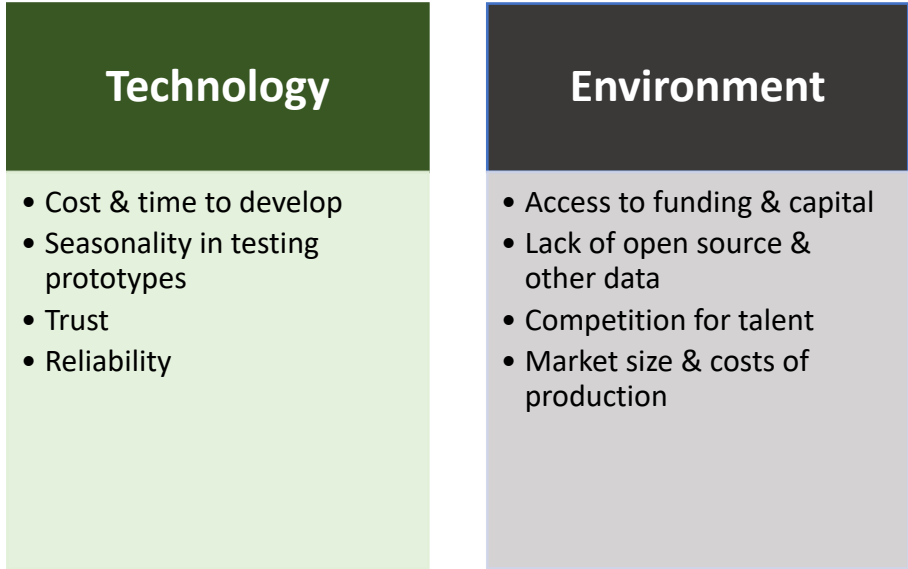 Technology
• Cost & time to develop
• Seasonality in testing
prototypes
• Trust
• Reliability
Environment
• Access to funding & capital
• Lack of open source &
other data
• Competition for talent
• Market size & costs of
production